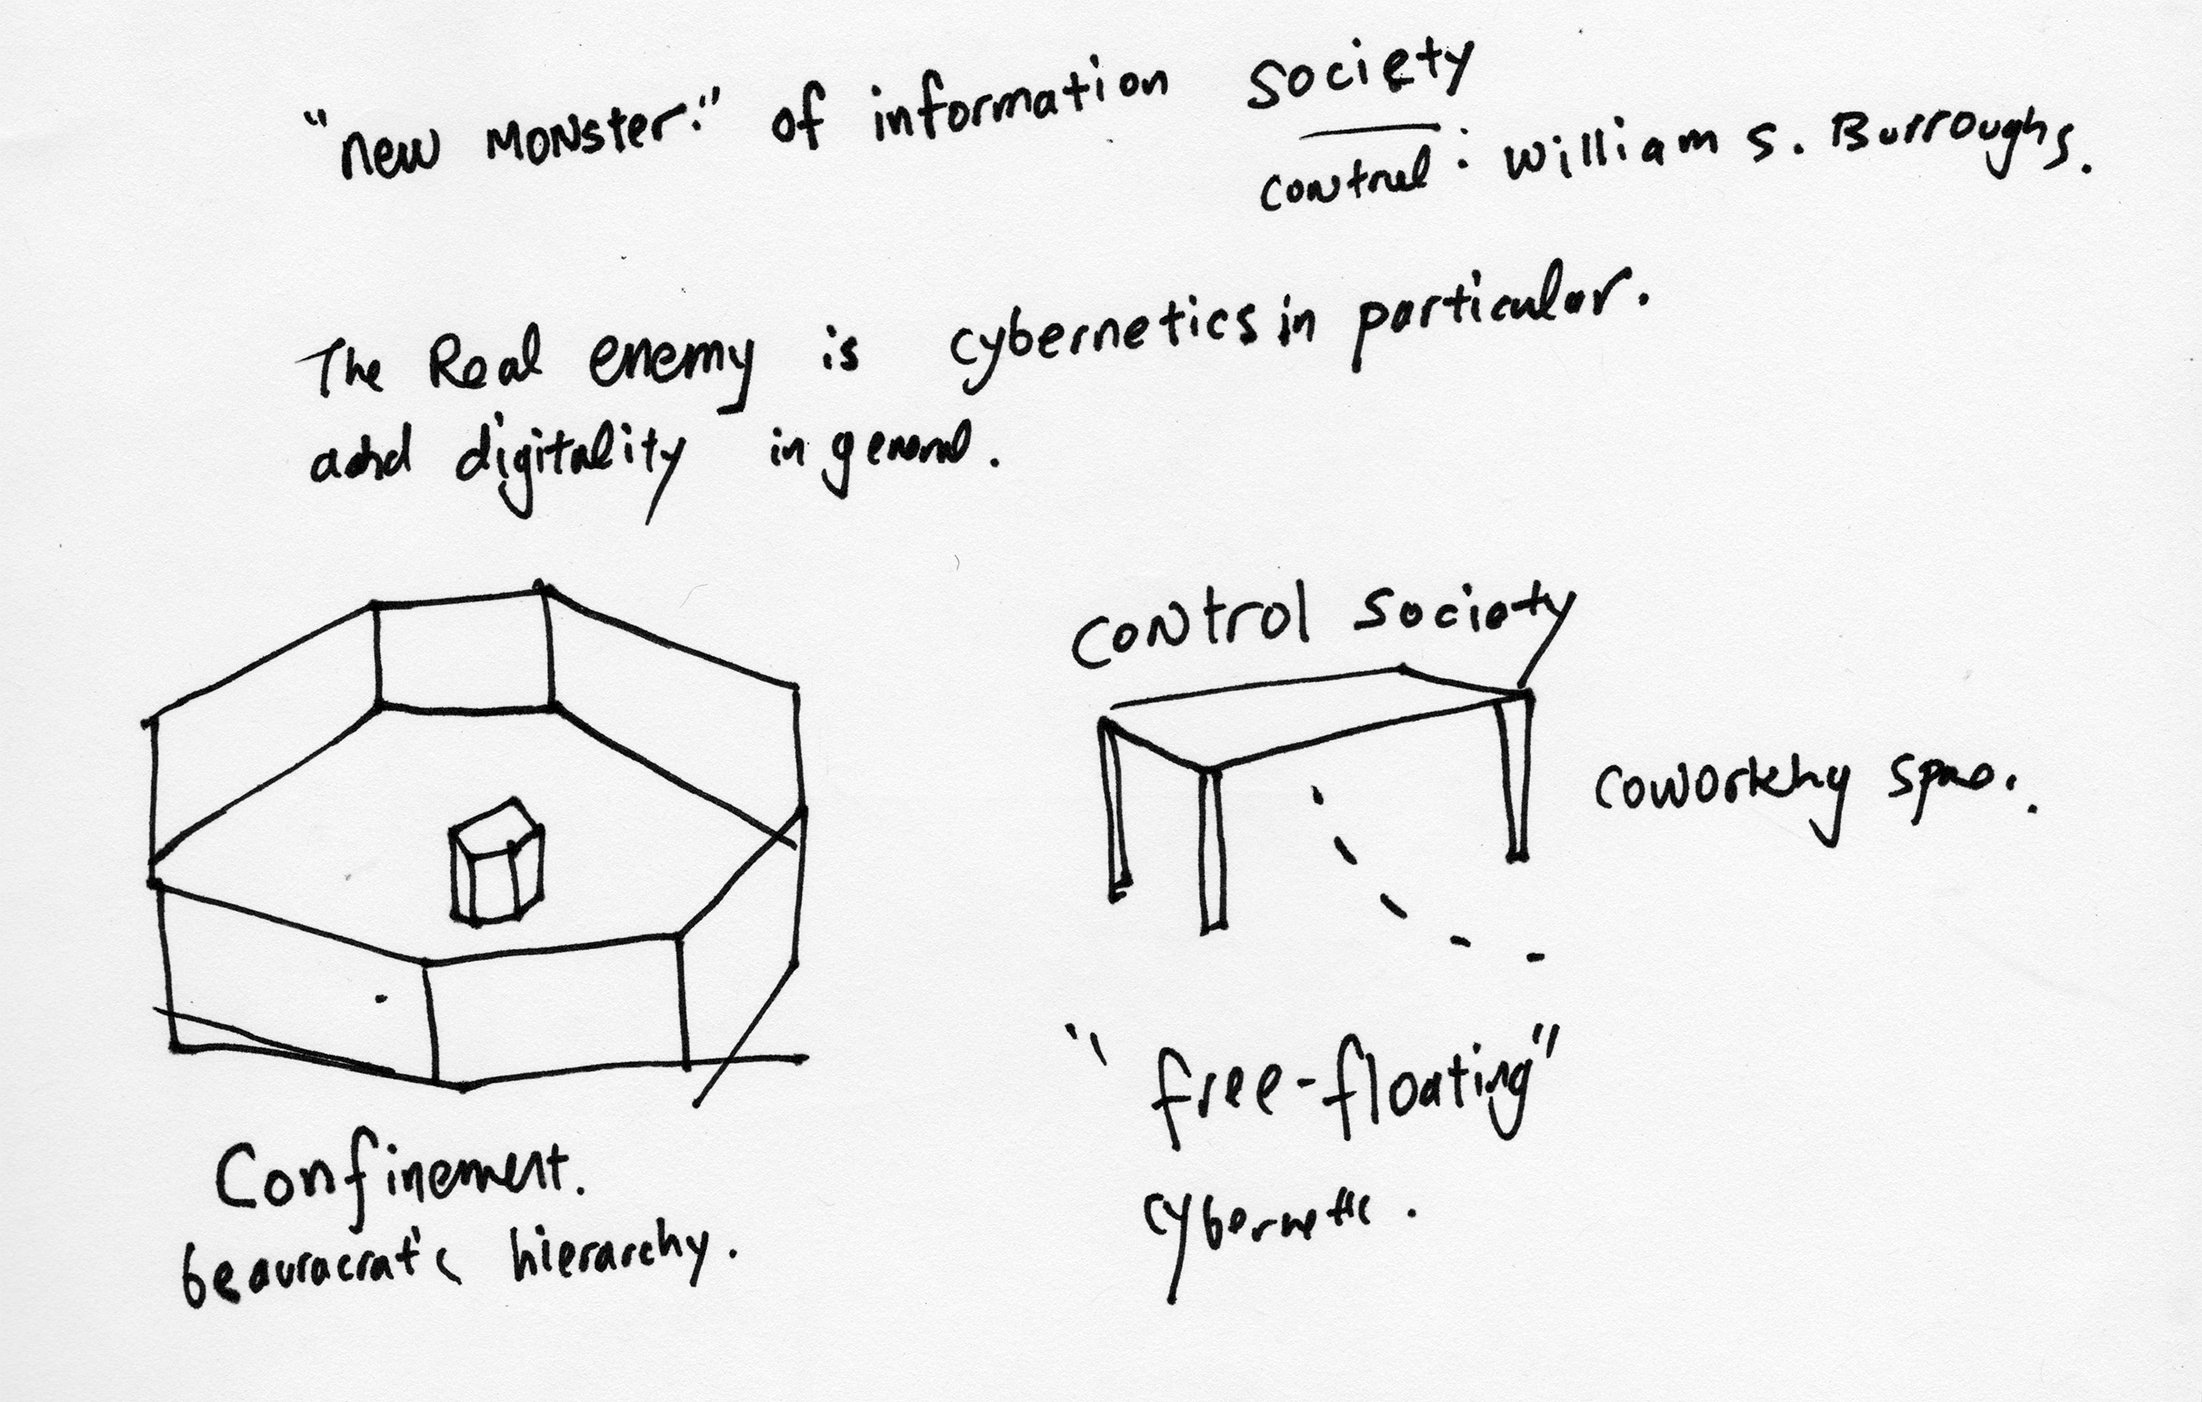 "new MONster." of information society
control : William S. Burroughs.
The Real enemy is cybernetics in particular.
and digitality in general.
control society
coworking space.
Confinement.
beauracratic hierarchy.
"free-floating"
cybernetic.